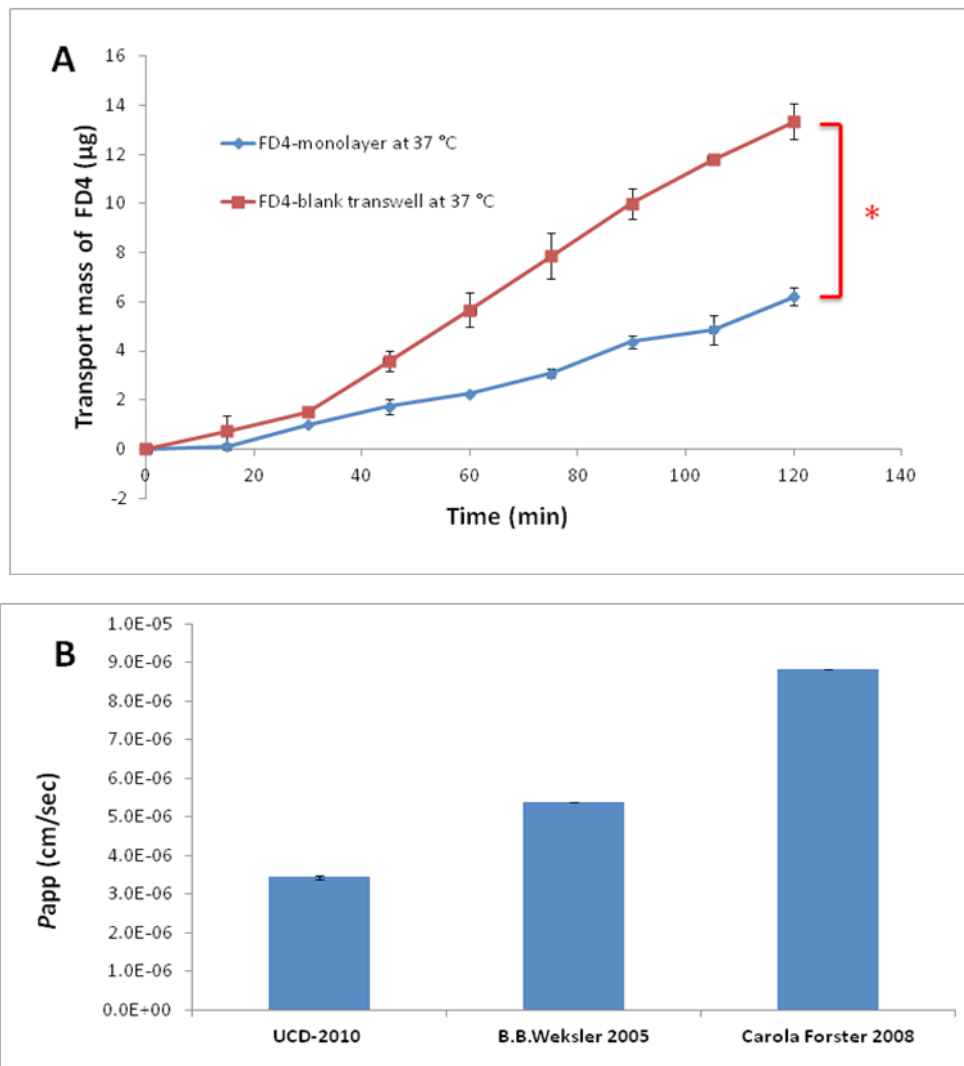 A
16
14
12
10
8
6
4
2
0
-2
Transport mass of FD4 (µg)
FD4-monolayer at 37 °C
FD4-blank transwell at 37 °C
*
0 20 40 60 80 100 120 140
Time (min)
B
1.0E-05
9.0E-06
8.0E-06
7.0E-06
6.0E-06
5.0E-06
4.0E-06
3.0E-06
2.0E-06
1.0E-06
0.0E+00
Papp (cm/sec)
UCD-2010 B.B.Weksler 2005 Carola Forster 2008